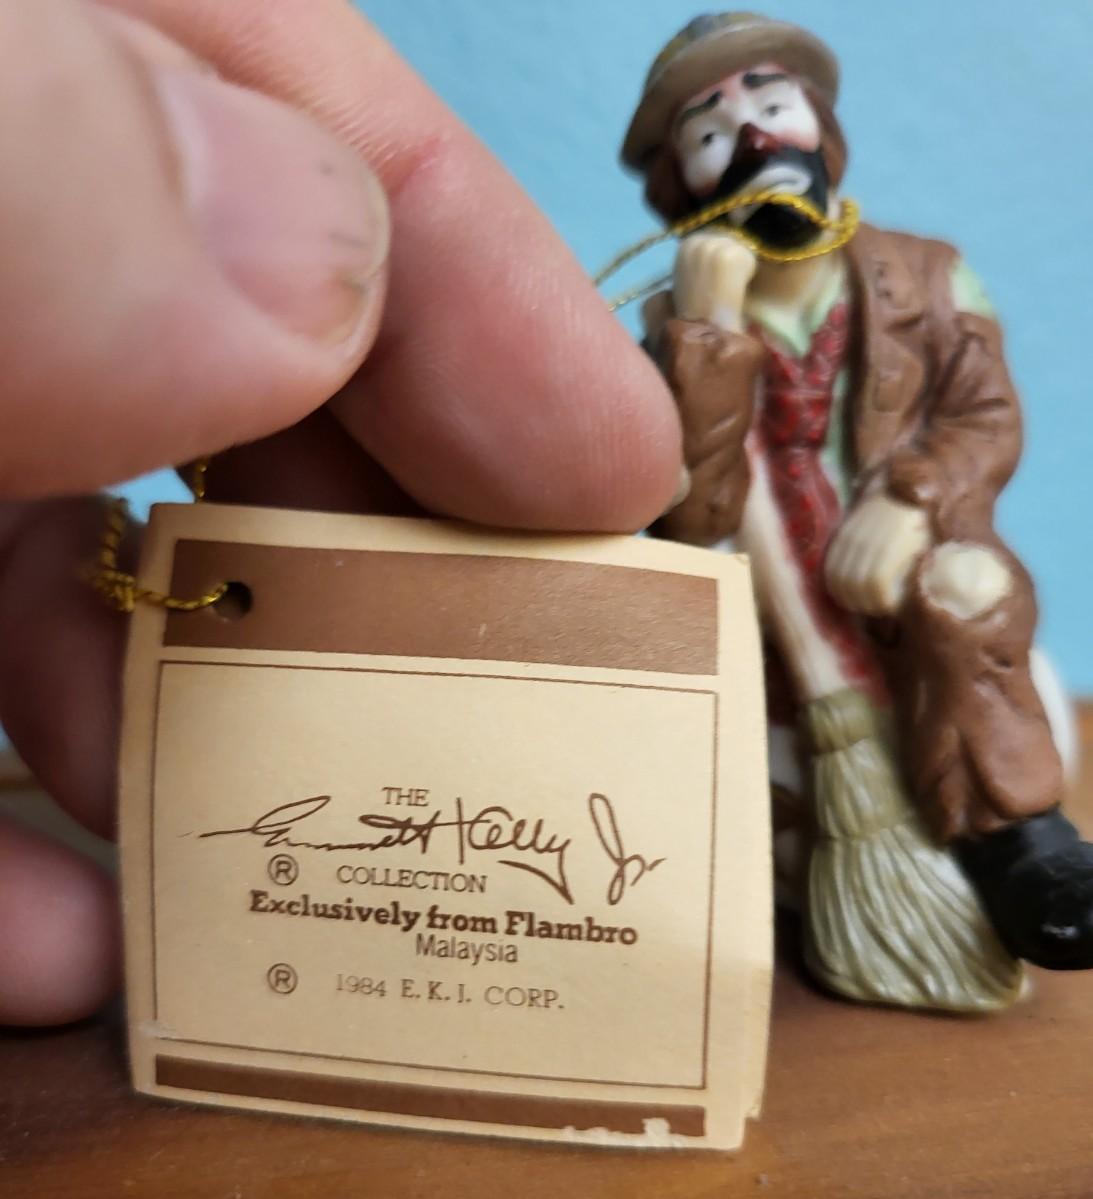 THE
Emmett Kelly Jr.
® COLLECTION
Exclusively from Flambro
Malaysia
® 1984 E.K.J. CORP.